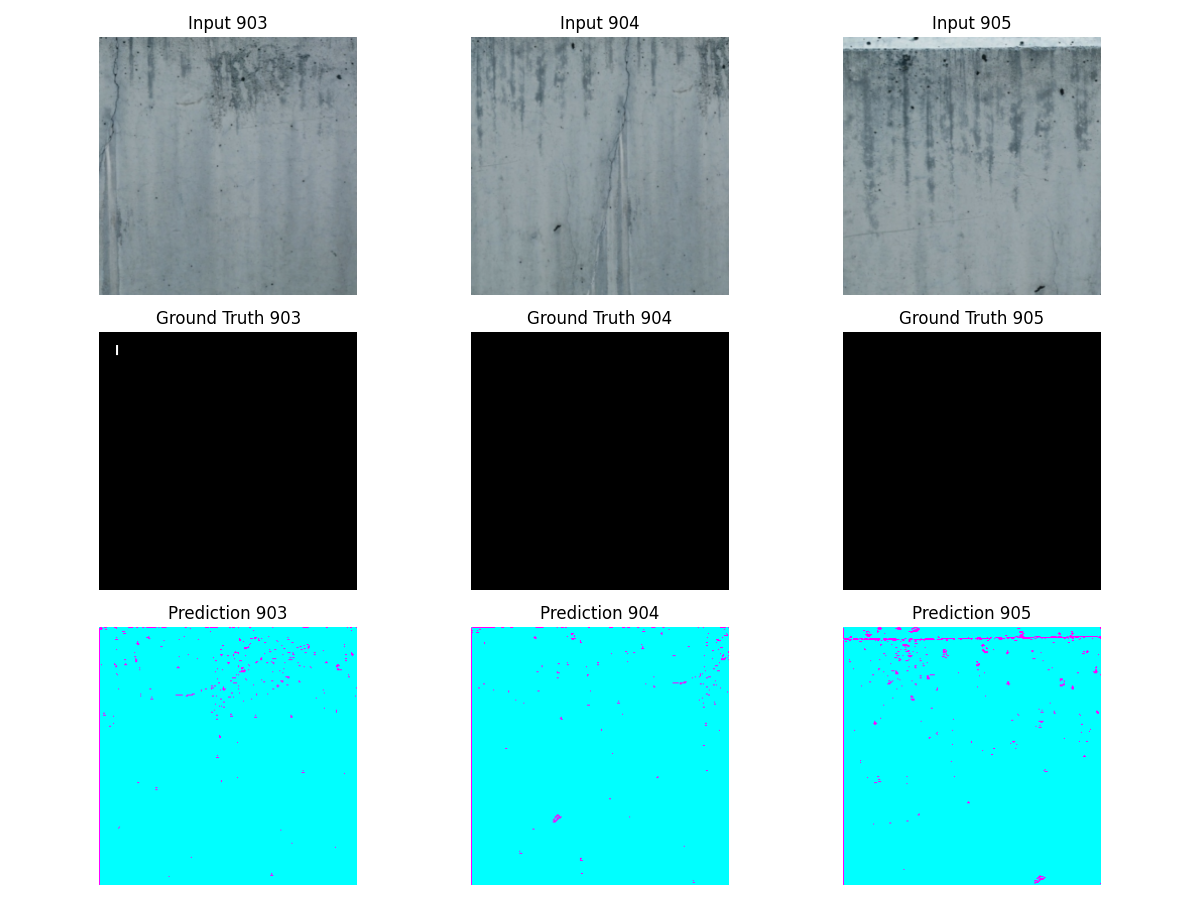 Input 903
Input 904
Input 905
Ground Truth 903
Ground Truth 904
Ground Truth 905
Prediction 903
Prediction 904
Prediction 905